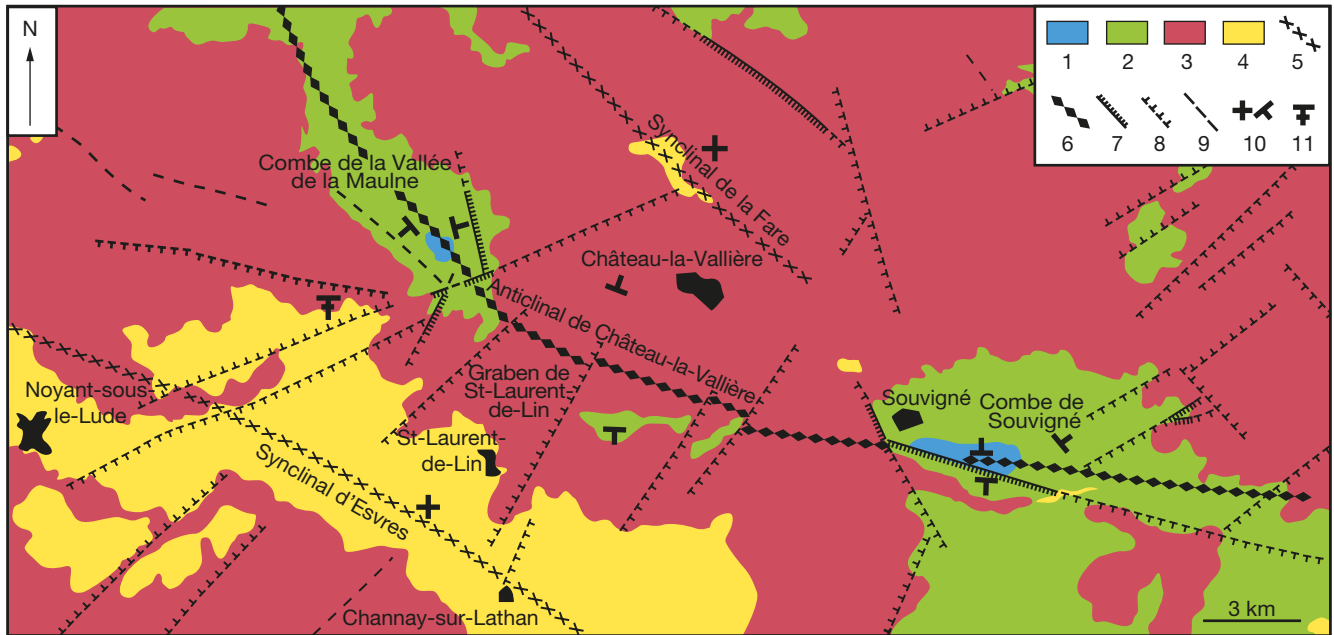 N
1
2
3
4
5
6
7
8
9
10
11
Combe de la Vallée
de la Maulne
Synclinal de la Fare
Château-la-Vallière
Anticlinal de Château-la-Vallière
Noyant-sous-
le-Lude
Graben de
St-Laurent-
de-Lin
St-Laurent-
de-Lin
Souvigné
Combe de
Souvigné
Synclinal d'Esvres
Channay-sur-Lathan
3 km